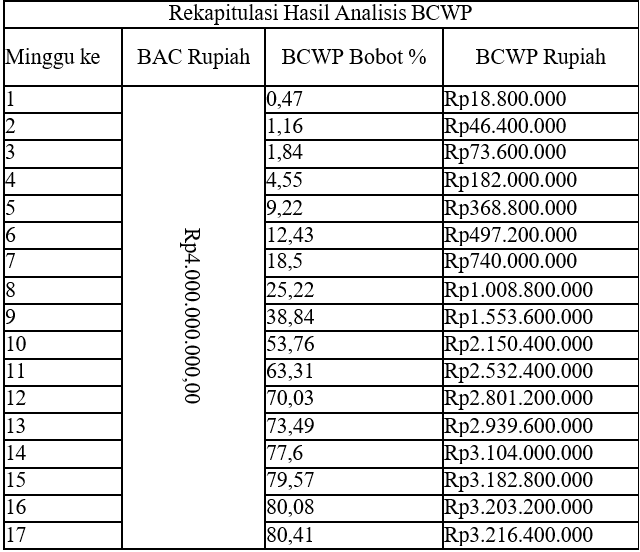 Rekapitulasi Hasil Analisis BCWP
Minggu ke BAC Rupiah BCWP Bobot % BCWP Rupiah
Rp4.000.000.000,00
1 0,47 Rp18.800.000
2 1,16 Rp46.400.000
3 1,84 Rp73.600.000
4 4,55 Rp182.000.000
5 9,22 Rp368.800.000
6 12,43 Rp497.200.000
7 18,5 Rp740.000.000
8 25,22 Rp1.008.800.000
9 38,84 Rp1.553.600.000
10 53,76 Rp2.150.400.000
11 63,31 Rp2.532.400.000
12 70,03 Rp2.801.200.000
13 73,49 Rp2.939.600.000
14 77,6 Rp3.104.000.000
15 79,57 Rp3.182.800.000
16 80,08 Rp3.203.200.000
17 80,41 Rp3.216.400.000